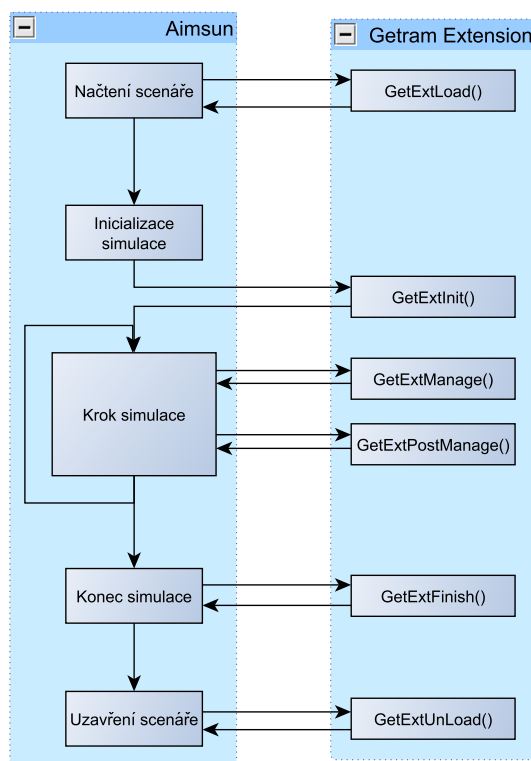 Aimsun
Getram Extension
Načtení scenáře
GetExtLoad()
Inicializace
simulace
GetExtInit()
Krok simulace
GetExtManage()
GetExtPostManage()
Konec simulace
GetExtFinish()
Uzavření scenáře
GetExtUnLoad()